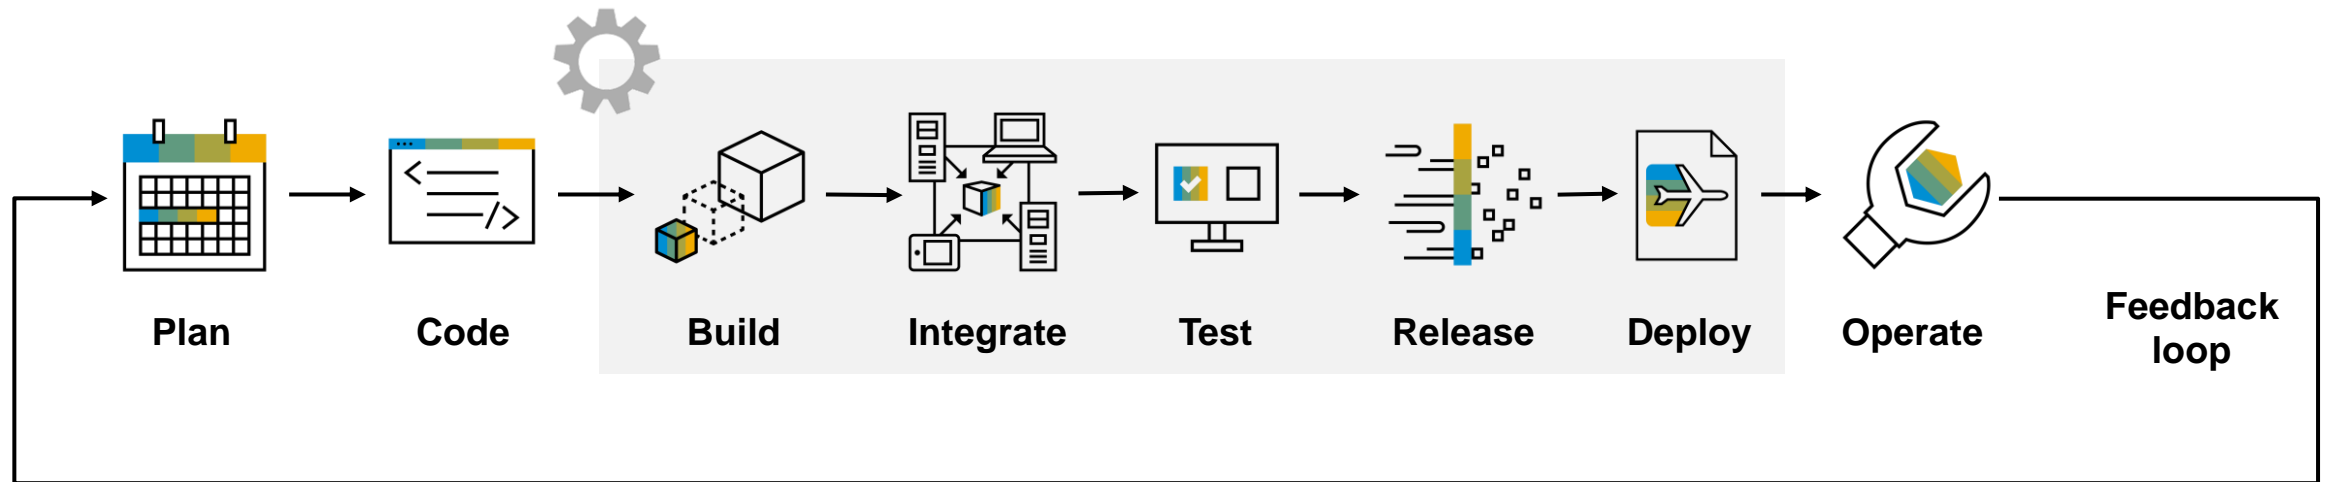 Plan
Code
Build
Integrate
Test
Release
Deploy
Operate
Feedback
loop